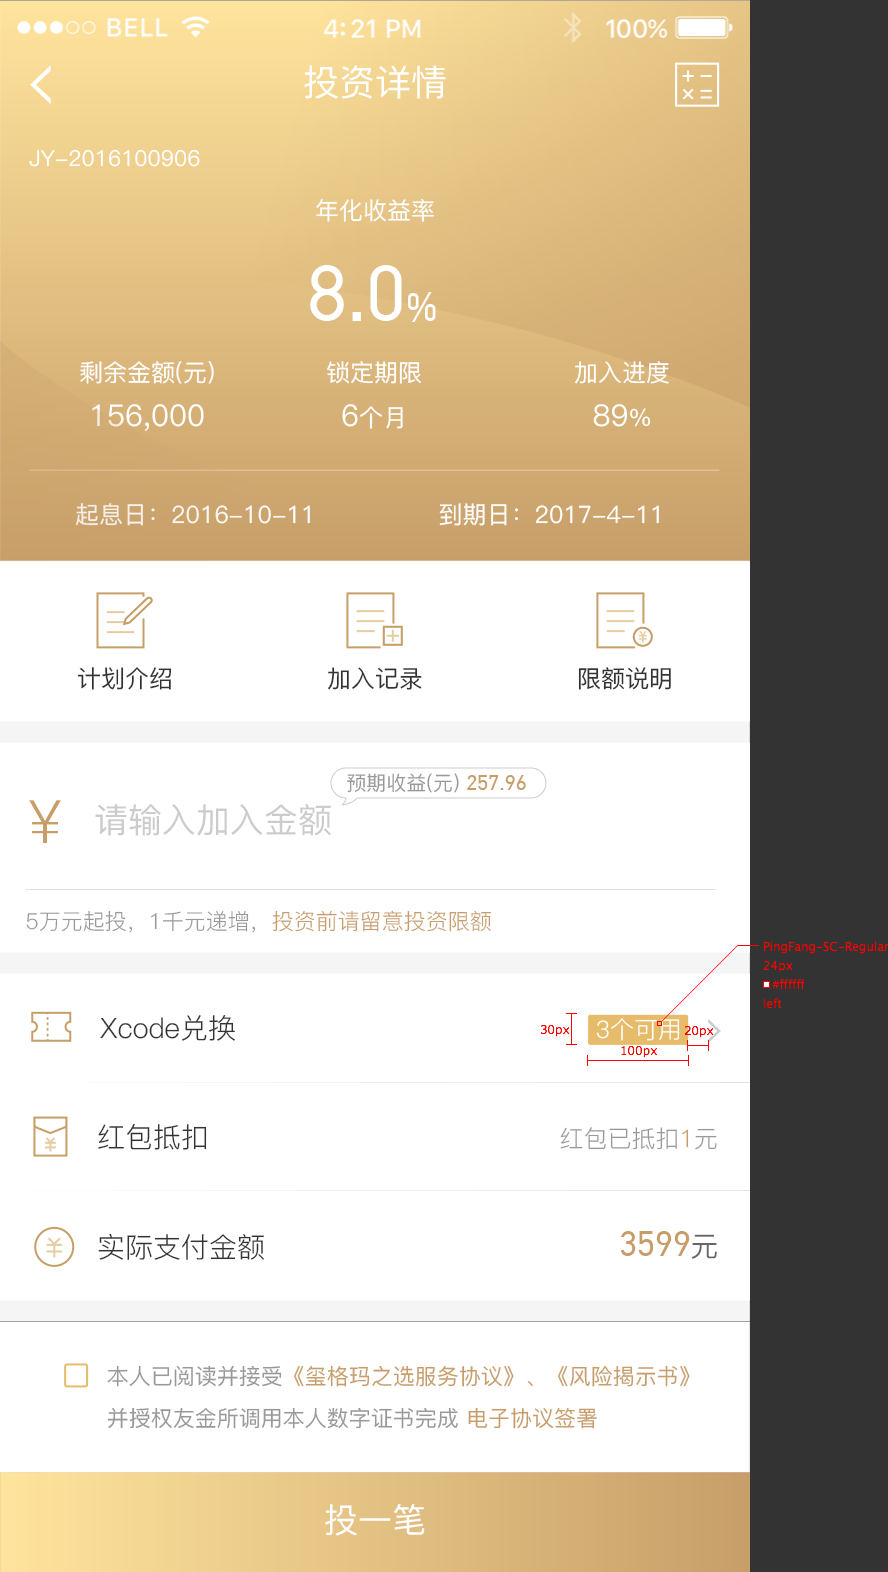 BELL 4:21 PM 100%
投资详情
JY-2016100906
年化收益率
8.0%
剩余金额(元) 锁定期限 加入进度
156,000 6个月 89%
起息日：2016-10-11 到期日：2017-4-11
计划介绍 加入记录 限额说明
预期收益(元) 257.96
¥ 请输入加入金额
5万元起投，1千元递增，投资前请留意投资限额
PingFang-SC-Regular
24px
#ffffff
left
Xcode兑换 30px 3个可用 20px
100px
红包抵扣 红包已抵扣1元
实际支付金额 3599元
本人已阅读并接受《玺格玛之选服务协议》、《风险揭示书》
并授权友金所调用本人数字证书完成 电子协议签署
投一笔